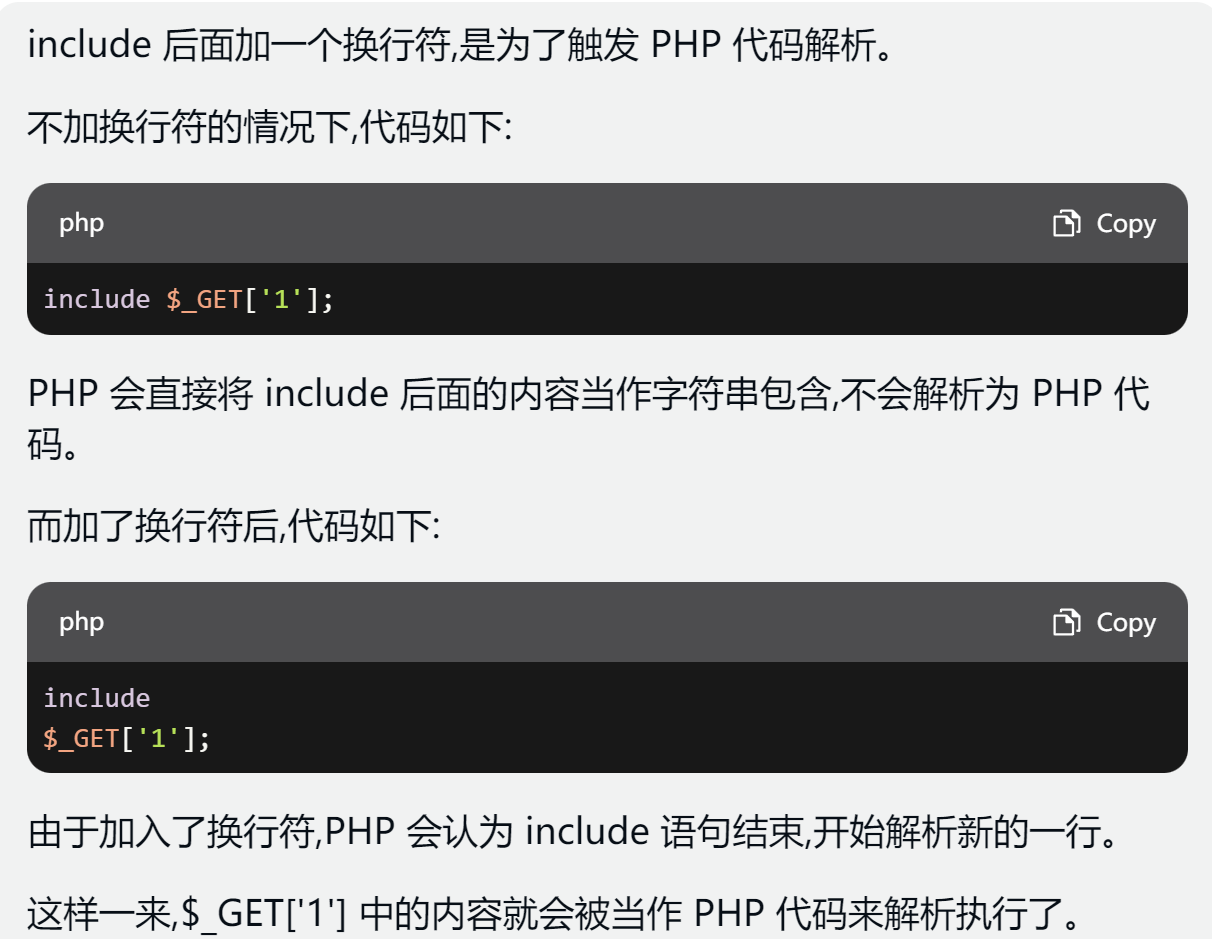 include 后面加一个换行符,是为了触发 PHP 代码解析。
不加换行符的情况下,代码如下:
php
Copy
include $_GET['1'];
PHP 会直接将 include 后面的内容当作字符串包含,不会解析为 PHP 代
码。
而加了换行符后,代码如下:
php
Copy
include
$_GET['1'];
由于加入了换行符,PHP 会认为 include 语句结束,开始解析新的一行。
这样一来,$_GET['1'] 中的内容就会被当作 PHP 代码来解析执行了。